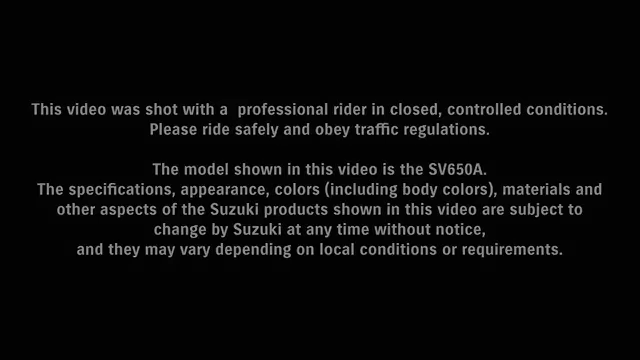 This video was shot with a  professional rider in closed, controlled conditions.
Please ride safely and obey traffic regulations.
The model shown in this video is the SV650A.
The specifications, appearance, colors (including body colors), materials and
other aspects of the Suzuki products shown in this video are subject to
change by Suzuki at any time without notice,
and they may vary depending on local conditions or requirements.